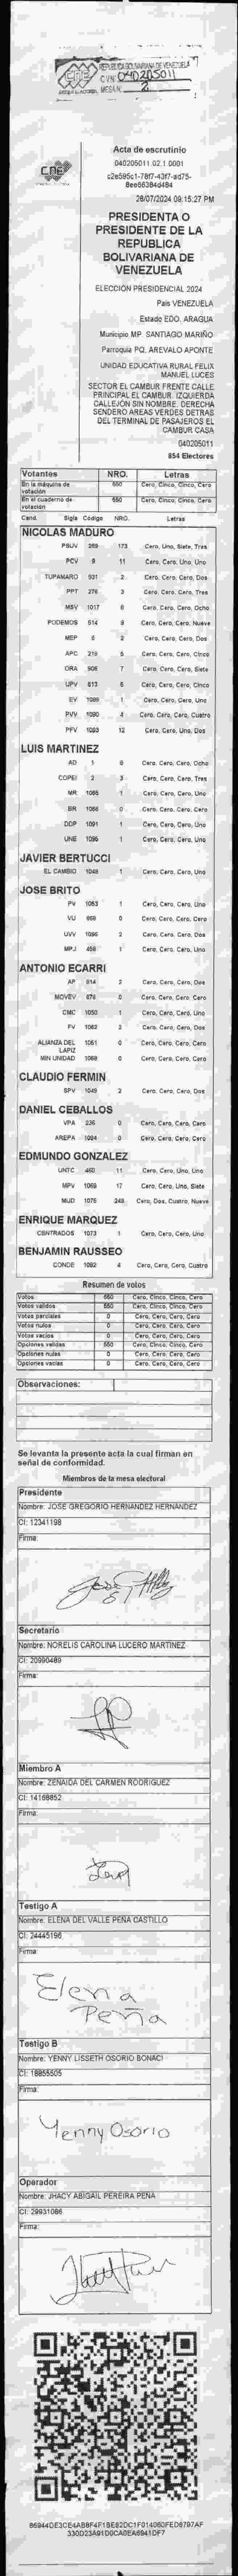 CNE
REPUBLICA BOLIVARIANA DE VENEZUELA
C.V.Nº 040205011
MESA Nº 2
CNE
Acta de escrutinio
040205011.02.1.0001
8ee66384d484
28/07/2024 09:15:27 PM
PRESIDENTA O
PRESIDENTE DE LA
REPUBLICA
BOLIVARIANA DE
VENEZUELA
ELECCION PRESIDENCIAL 2024
Pais VENEZUELA
Estado EDO. ARAGUA
Municipio MP. SANTIAGO MARIÑO
Parroquia PQ. AREVALO APONTE
UNIDAD EDUCATIVA RURAL FELIX
MANUEL LUCES
SECTOR EL CAMBUR FRENTE CALLE
PRINCIPAL EL CAMBUR. IZQUIERDA
CALLEJON SIN NOMBRE. DERECHA
SENDERO AREAS VERDES DETRAS
DEL TERMINAL DE PASAJEROS EL
CAMBUR CASA
040205011
854 Electores
Votantes NRO. Letras
En la máquina de votación 550 Cero, Cinco, Cinco, Cero
En el cuaderno de votación 550 Cero, Cinco, Cinco, Cero
Cand. Sigla Código NRO. Letras
NICOLAS MADURO
PSUV 269 173 Cero, Uno, Siete, Tres
PCV 9 11 Cero, Cero, Uno, Uno
TUPAMARO 931 2 Cero, Cero, Cero, Dos
PPT 276 3 Cero, Cero, Cero, Tres
MSV 1017 8 Cero, Cero, Cero, Ocho
PODEMOS 514 9 Cero, Cero, Cero, Nueve
MEP 6 2 Cero, Cero, Cero, Dos
APC 219 5 Cero, Cero, Cero, Cinco
ORA 906 7 Cero, Cero, Cero, Siete
UPV 613 5 Cero, Cero, Cero, Cinco
EV 1089 1 Cero, Cero, Cero, Uno
PVV 1090 4 Cero, Cero, Cero, Cuatro
PFV 1093 12 Cero, Cero, Uno, Dos
LUIS MARTINEZ
AD 1 8 Cero, Cero, Cero, Ocho
COPEI 2 3 Cero, Cero, Cero, Tres
MR 1065 1 Cero, Cero, Cero, Uno
BR 1066 0 Cero, Cero, Cero, Cero
DDP 1091 1 Cero, Cero, Cero, Uno
UNE 1095 1 Cero, Cero, Cero, Uno
JAVIER BERTUCCI
EL CAMBIO 1048 1 Cero, Cero, Cero, Uno
JOSE BRITO
PV 1053 1 Cero, Cero, Cero, Uno
VU 959 0 Cero, Cero, Cero, Cero
UVV 1096 2 Cero, Cero, Cero, Dos
MPJ 458 1 Cero, Cero, Cero, Uno
ANTONIO ECARRI
AP 914 2 Cero, Cero, Cero, Dos
MOVEV 878 0 Cero, Cero, Cero, Cero
CMC 1050 1 Cero, Cero, Cero, Uno
FV 1062 2 Cero, Cero, Cero, Dos
ALIANZA DEL LAPIZ 1051 0 Cero, Cero, Cero, Cero
MIN UNIDAD 1069 0 Cero, Cero, Cero, Cero
CLAUDIO FERMIN
SPV 1049 2 Cero, Cero, Cero, Dos
DANIEL CEBALLOS
VPA 236 0 Cero, Cero, Cero, Cero
AREPA 1094 0 Cero, Cero, Cero, Cero
EDMUNDO GONZALEZ
UNTC 460 11 Cero, Cero, Uno, Uno
MPV 1069 17 Cero, Cero, Uno, Siete
MUD 1076 249 Cero, Dos, Cuatro, Nueve
ENRIQUE MARQUEZ
CENTRADOS 1073 1 Cero, Cero, Cero, Uno
BENJAMIN RAUSSEO
CONDE 1092 4 Cero, Cero, Cero, Cuatro
Resumen de votos
Votos 550 Cero, Cinco, Cinco, Cero
Votos validos 550 Cero, Cinco, Cinco, Cero
Votos parciales 0 Cero, Cero, Cero, Cero
Votos nulos 0 Cero, Cero, Cero, Cero
Votos vacios 0 Cero, Cero, Cero, Cero
Opciones validas 550 Cero, Cinco, Cinco, Cero
Opciones nulas 0 Cero, Cero, Cero, Cero
Opciones vacias 0 Cero, Cero, Cero, Cero
Observaciones:
Se levanta la presente acta la cual firman en
señal de conformidad.
Miembros de la mesa electoral
Presidente
Nombre: JOSE GREGORIO HERNANDEZ HERNANDEZ
CI: 12341198
Firma:
Secretario
Nombre: NORELIS CAROLINA LUCERO MARTINEZ
CI: 20990489
Firma:
Miembro A
Nombre: ZENAIDA DEL CARMEN RODRIGUEZ
CI: 14168852
Firma:
Testigo A
Nombre: ELENA DEL VALLE PEÑA CASTILLO
CI: 24445196
Firma:
Elena
Peña
Testigo B
Nombre: YENNY LISSETH OSORIO BONACI
CI: 18855505
Firma:
Yenny Osorio
Operador
Nombre: JHACY ABIGAIL PEREIRA PEÑA
CI: 29931086
Firma: